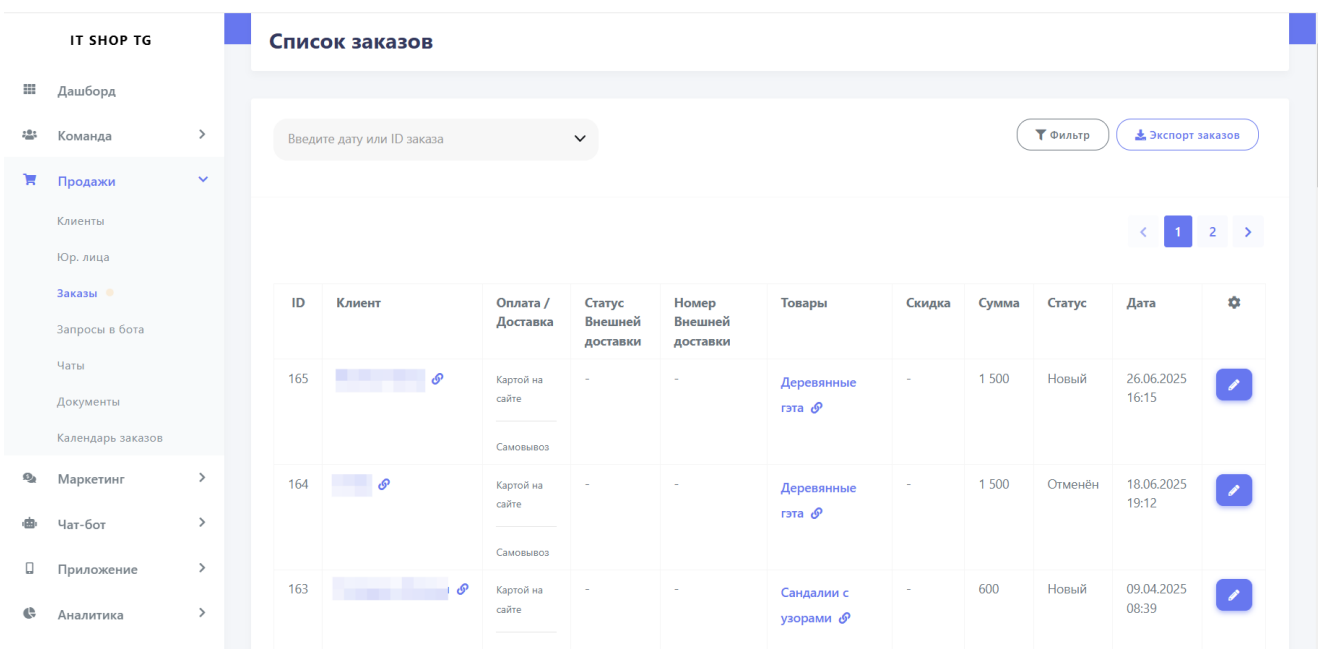 IT SHOP TG
Список заказов
Дашборд
Команда
Продажи
Клиенты
Юр. лица
Заказы
Запросы в бота
Чаты
Документы
Календарь заказов
Маркетинг
Чат-бот
Приложение
Аналитика
Введите дату или ID заказа
Фильтр
Экспорт заказов
1 2
ID Клиент Оплата / Статус Номер Товары Скидка Сумма Статус Дата
Доставка Внешней Внешней
доставки доставки
165 Картой на - - Деревянные - 1 500 Новый 26.06.2025
сайте гэта 16:15
Самовывоз
164 Картой на - - Деревянные - 1 500 Отменён 18.06.2025
сайте гэта 19:12
Самовывоз
163 Картой на - - Сандалии с - 600 Новый 09.04.2025
сайте узорами 08:39